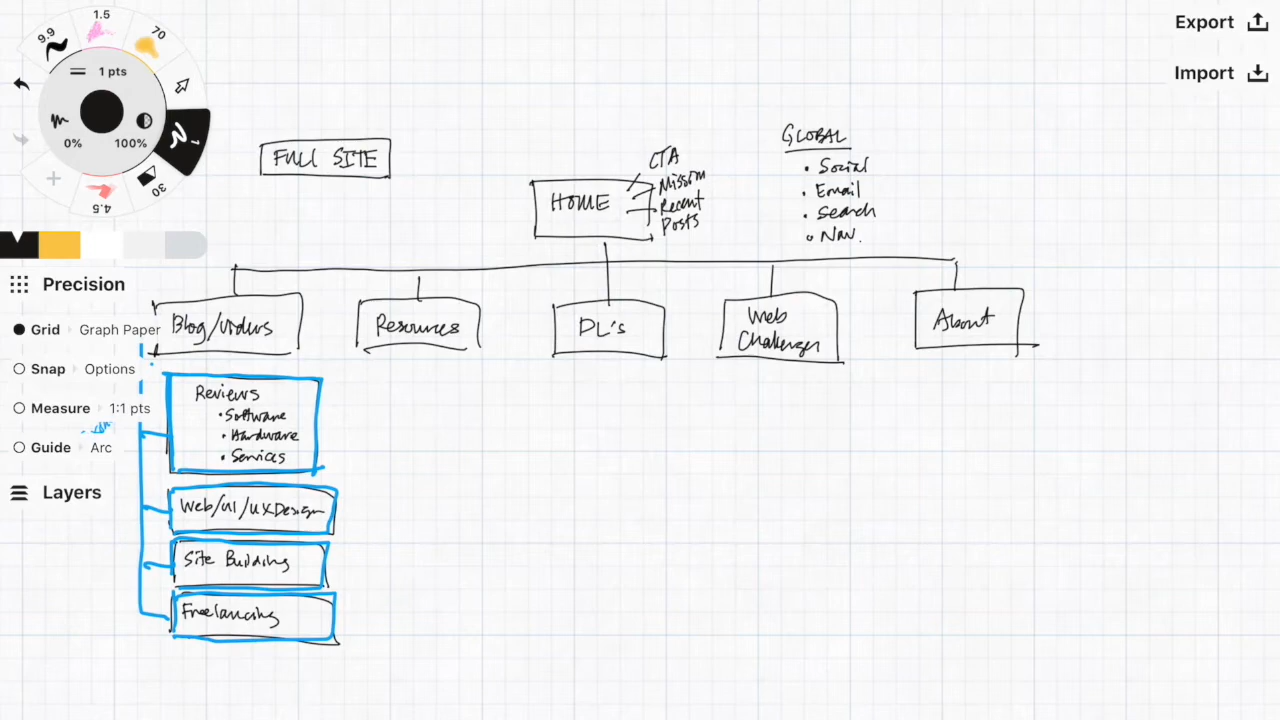 1.5
9.9
70
1 pts
0%
100%
1
30
4.5
Export
Import
FULL SITE
HOME
CTA
Mission
Recent
Posts
GLOBAL
• Social
• Email
• Search
• Nav.
Precision
Grid
Graph Paper
Snap
Options
Measure
1:1 pts
Guide
Arc
Layers
Blog/Videos
Resources
DL's
Web
Challenger
About
Reviews
• Software
• Hardware
• Services
Web/UI/UX Design
Site Building
Freelancing